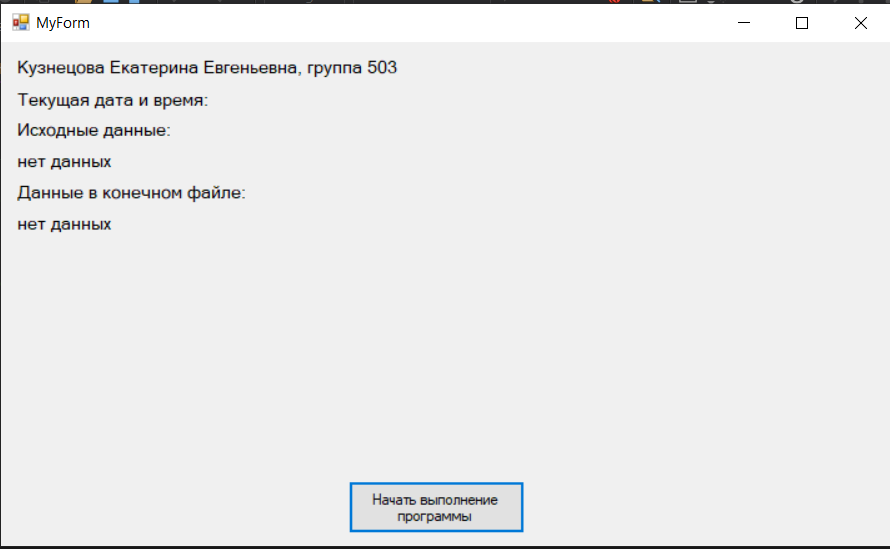 MyForm
Кузнецова Екатерина Евгеньевна, группа 503
Текущая дата и время:
Исходные данные:
нет данных
Данные в конечном файле:
нет данных
Начать выполнение
программы